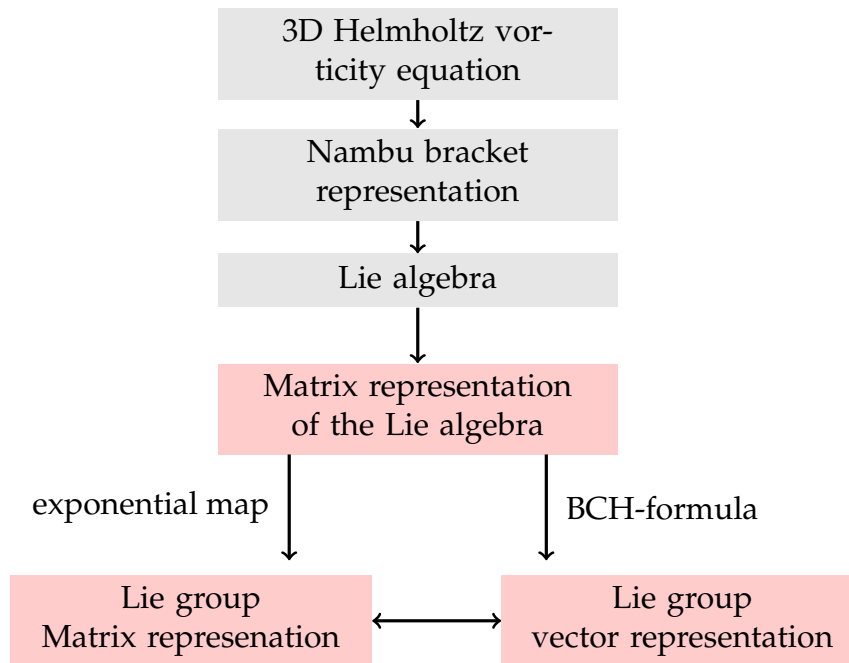 3D Helmholtz vor-
ticity equation
Nambu bracket
representation
Lie algebra
Matrix representation
of the Lie algebra
exponential map
BCH-formula
Lie group
Matrix represenation
Lie group
vector representation